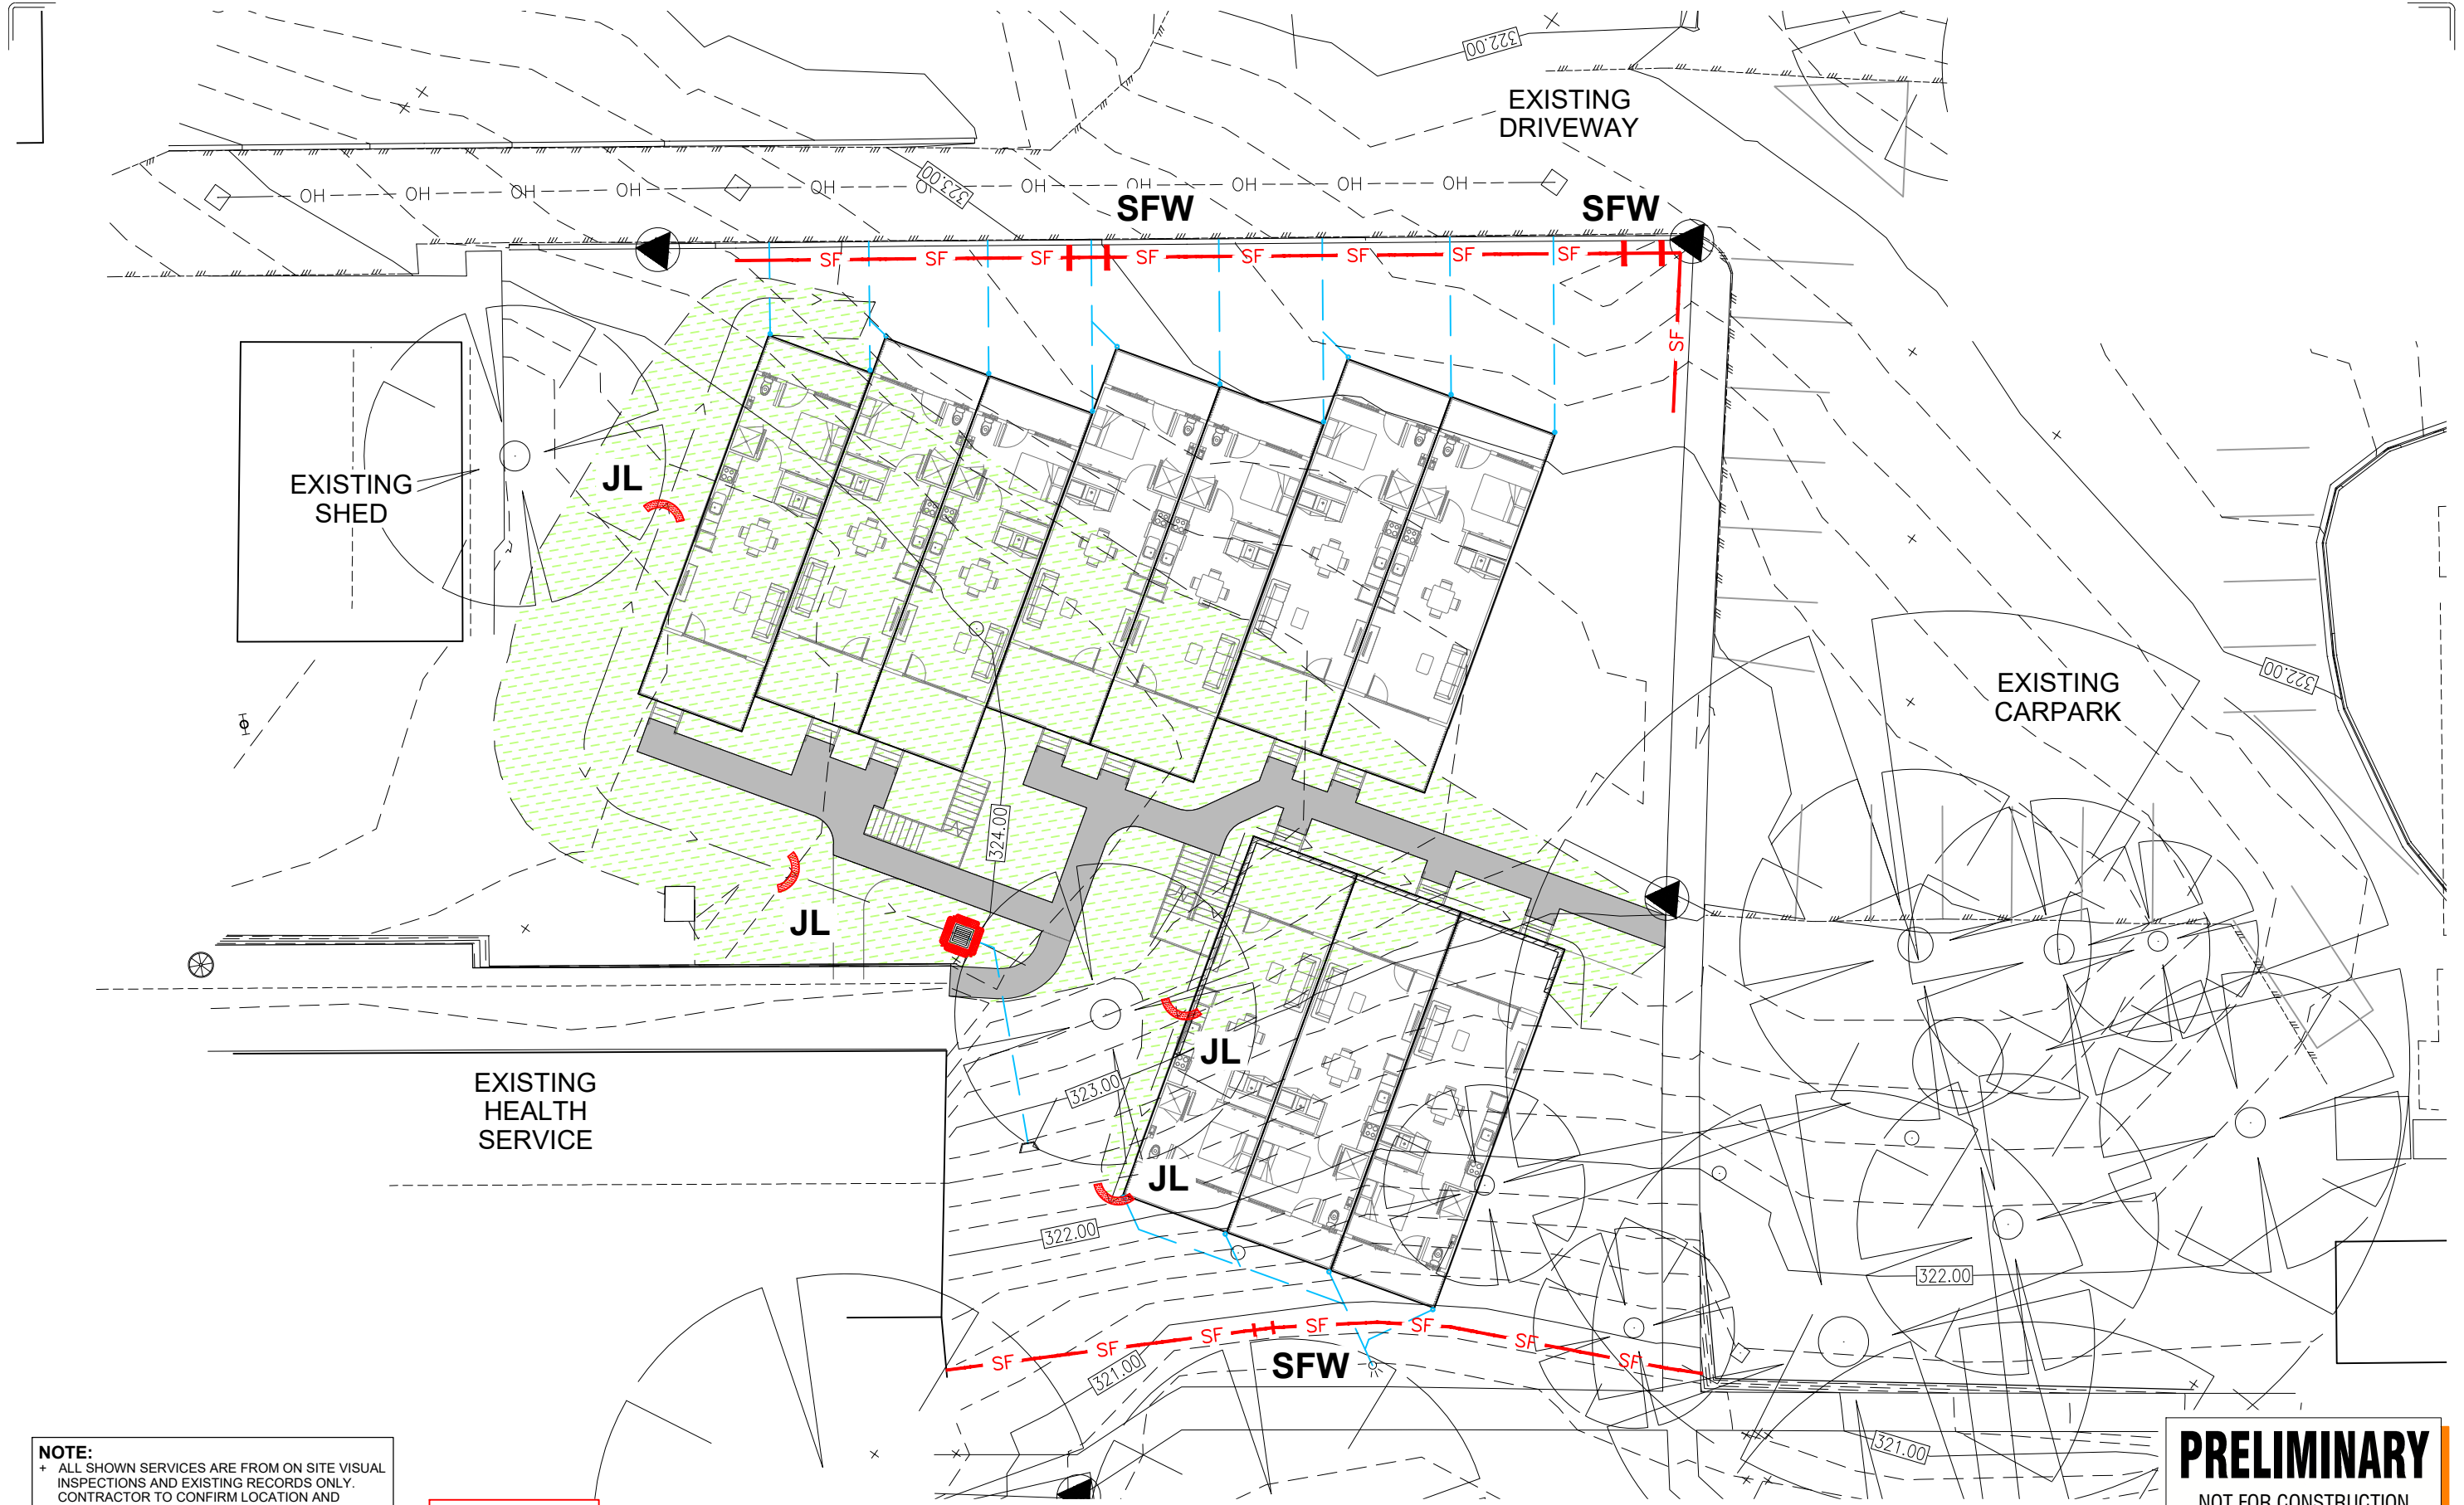 322.00
EXISTING
DRIVEWAY
OH OH OH OH OH OH OH OH OH OH OH
323.00
SFW
SFW
SF SF SF SF SF SF SF SF
SF
EXISTING
SHED
JL
EXISTING
CARPARK
322.00
324.00
JL
JL
EXISTING
HEALTH
SERVICE
323.00
JL
322.00
322.00
SF SF SF SF SF SF SF
321.00
SFW
321.00
NOTE:
+ ALL SHOWN SERVICES ARE FROM ON SITE VISUAL
INSPECTIONS AND EXISTING RECORDS ONLY.
CONTRACTOR TO CONFIRM LOCATION AND
PRELIMINARY
NOT FOR CONSTRUCTION